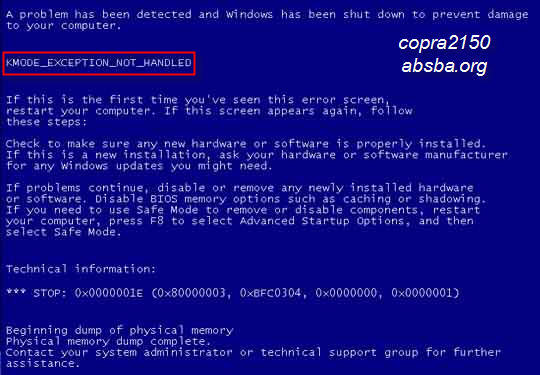 A problem has been detected and Windows has been shut down to prevent damage
to your computer.
copra2150
absba.org
KMODE_EXCEPTION_NOT_HANDLED
If this is the first time you've seen this error screen,
restart your computer. If this screen appears again, follow
these steps:
Check to make sure any new hardware or software is properly installed.
If this is a new installation, ask your hardware or software manufacturer
for any Windows updates you might need.
If problems continue, disable or remove any newly installed hardware
or software. Disable BIOS memory options such as caching or shadowing.
If you need to use Safe Mode to remove or disable components, restart
your computer, press F8 to select Advanced Startup Options, and then
select Safe Mode.
Technical information:
*** STOP: 0x0000001E (0x80000003, 0xBFC0304, 0x0000000, 0x0000001)
Beginning dump of physical memory
Physical memory dump complete.
Contact your system administrator or technical support group for further
assistance.